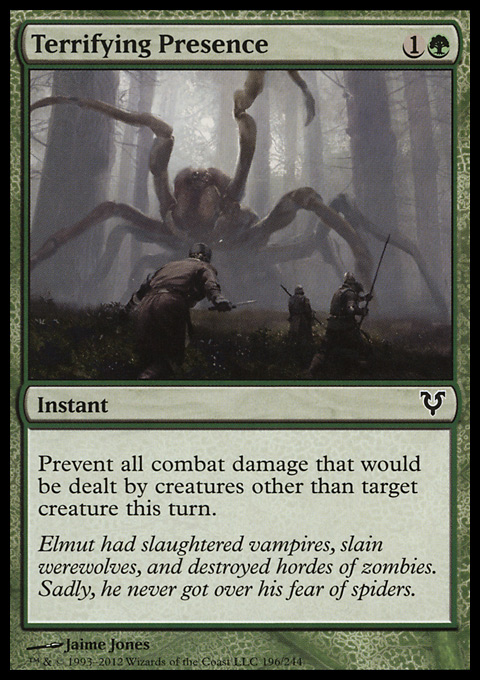 Terrifying Presence 1
Instant
Prevent all combat damage that would
be dealt by creatures other than target
creature this turn.
Elmut had slaughtered vampires, slain
werewolves, and destroyed hordes of zombies.
Sadly, he never got over his fear of spiders.
Jaime Jones
™ & © 1993–2012 Wizards of the Coast LLC 196/244